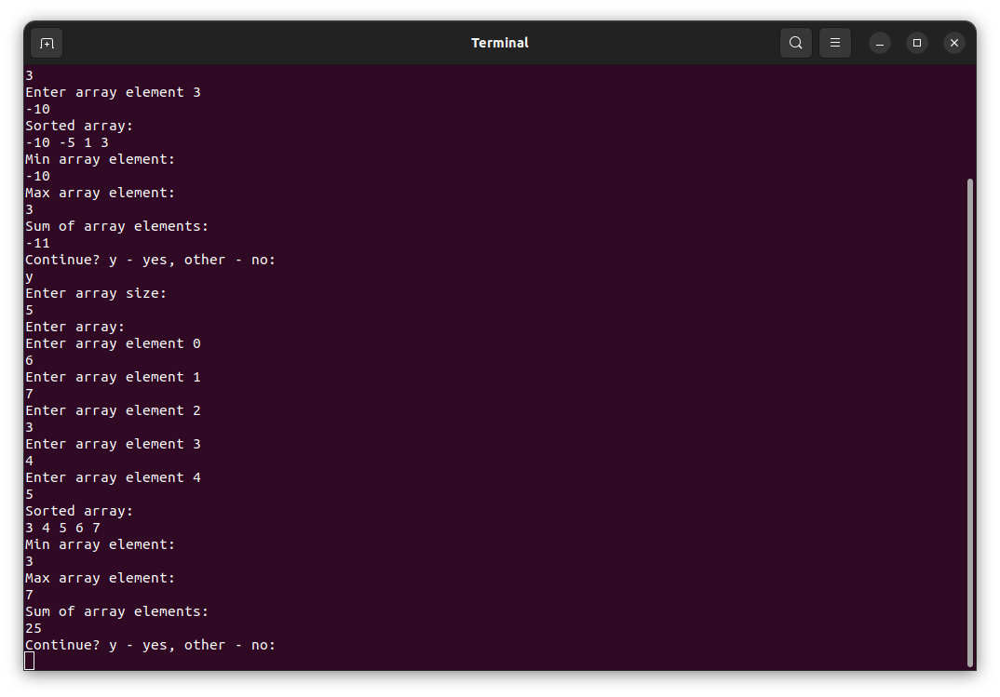 Terminal
3
Enter array element 3
-10
Sorted array:
-10 -5 1 3
Min array element:
-10
Max array element:
3
Sum of array elements:
-11
Continue? y - yes, other - no:
y
Enter array size:
5
Enter array:
Enter array element 0
6
Enter array element 1
7
Enter array element 2
3
Enter array element 3
4
Enter array element 4
5
Sorted array:
3 4 5 6 7
Min array element:
3
Max array element:
7
Sum of array elements:
25
Continue? y - yes, other - no: